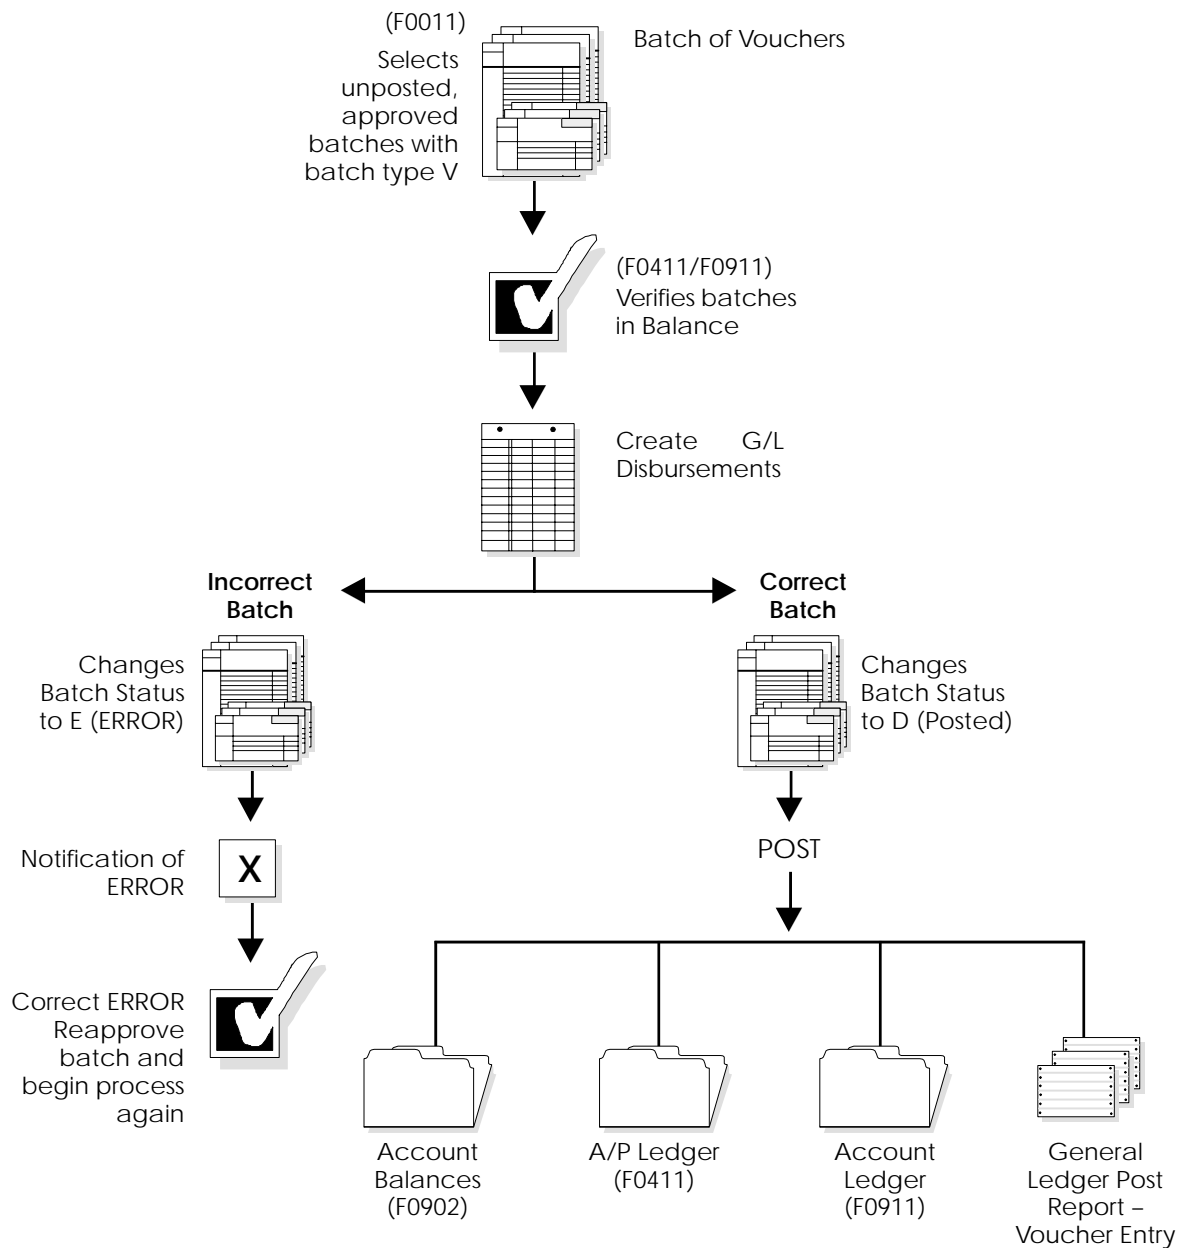 (F0011)
Selects
unposted,
approved
batches with
batch type V
Batch of Vouchers
(F0411/F0911)
Verifies batches
in Balance
Create G/L
Disbursements
Incorrect
Batch
Changes
Batch Status
to E (ERROR)
Correct
Batch
Changes
Batch Status
to D (Posted)
Notification of
ERROR
X
POST
Correct ERROR
Reapprove
batch and
begin process
again
Account
Balances
(F0902)
A/P Ledger
(F0411)
Account
Ledger
(F0911)
General
Ledger Post
Report –
Voucher Entry